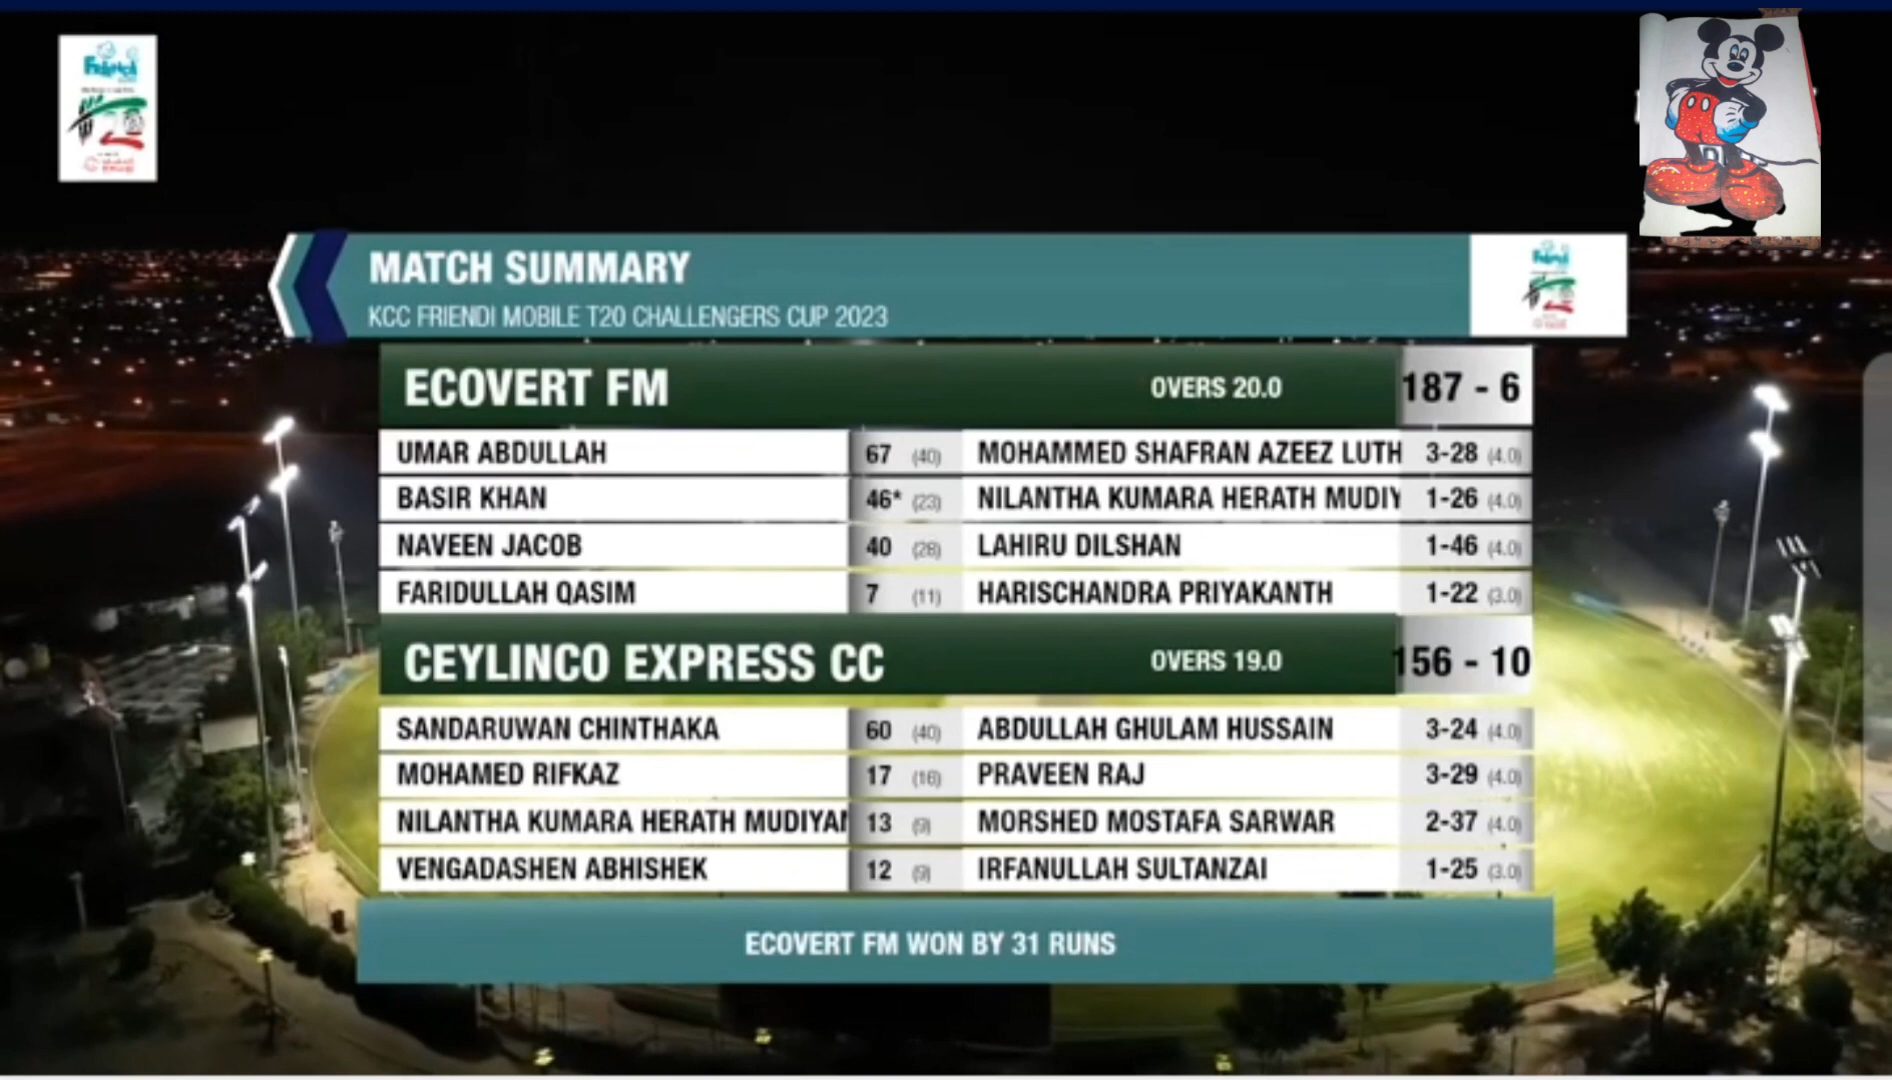 Friendi
MATCH SUMMARY
KCC FRIENDI MOBILE T20 CHALLENGERS CUP 2023
ECOVERT FM OVERS 20.0 187 - 6
UMAR ABDULLAH 67 (40) MOHAMMED SHAFRAN AZEEZ LUTH 3-28 (4.0)
BASIR KHAN 46* (23) NILANTHA KUMARA HERATH MUDIY 1-26 (4.0)
NAVEEN JACOB 40 (28) LAHIRU DILSHAN 1-46 (4.0)
FARIDULLAH QASIM 7 (11) HARISCHANDRA PRIYAKANTH 1-22 (3.0)
CEYLINCO EXPRESS CC OVERS 19.0 156 - 10
SANDARUWAN CHINTHAKA 60 (40) ABDULLAH GHULAM HUSSAIN 3-24 (4.0)
MOHAMED RIFKAZ 17 (16) PRAVEEN RAJ 3-29 (4.0)
NILANTHA KUMARA HERATH MUDIYAN 13 (9) MORSHED MOSTAFA SARWAR 2-37 (4.0)
VENGADASHEN ABHISHEK 12 (9) IRFANULLAH SULTANZAI 1-25 (3.0)
ECOVERT FM WON BY 31 RUNS